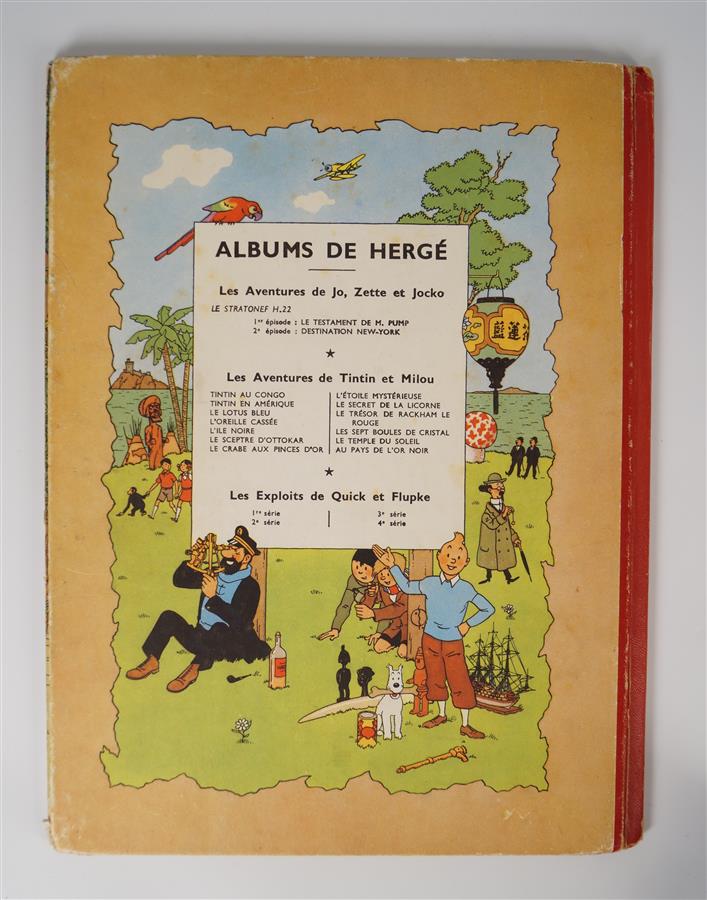 ALBUMS DE HERGÉ
Les Aventures de Jo, Zette et Jocko
LE STRATONEF H.22
1er épisode : LE TESTAMENT DE M. PUMP
2e épisode : DESTINATION NEW-YORK
Les Aventures de Tintin et Milou
TINTIN AU CONGO
TINTIN EN AMÉRIQUE
LE LOTUS BLEU
L'OREILLE CASSÉE
L'ILE NOIRE
LE SCEPTRE D'OTTOKAR
LE CRABE AUX PINCES D'OR
L'ÉTOILE MYSTÉRIEUSE
LE SECRET DE LA LICORNE
LE TRÉSOR DE RACKHAM LE
ROUGE
LES SEPT BOULES DE CRISTAL
LE TEMPLE DU SOLEIL
AU PAYS DE L'OR NOIR
Les Exploits de Quick et Flupke
1re série
2e série
3e série
4e série
藍蓮